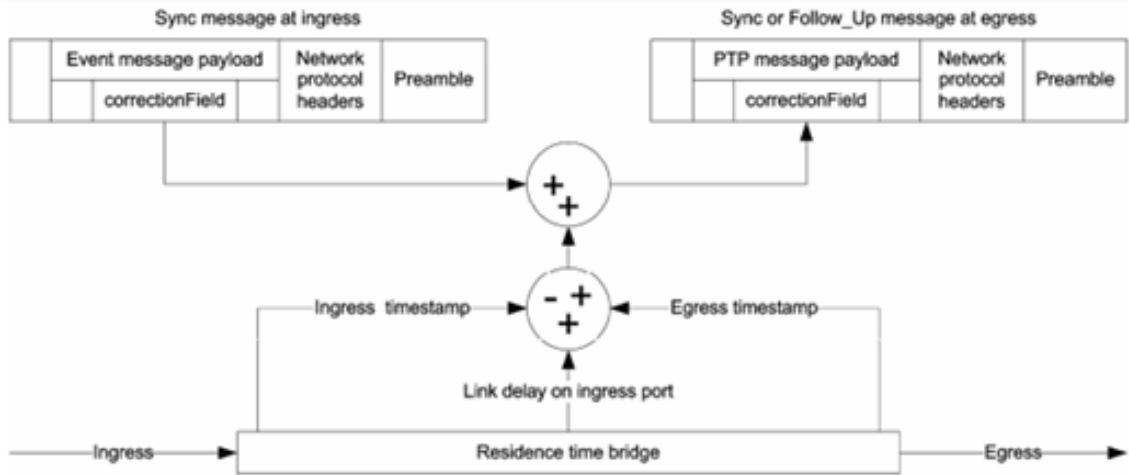 Sync message at ingress
Sync or Follow_Up message at egress
Event message payload
correctionField
Network
protocol
headers
Preamble
PTP message payload
correctionField
Network
protocol
headers
Preamble
+
+
Ingress timestamp
- +
+
Egress timestamp
Link delay on ingress port
Ingress
Residence time bridge
Egress